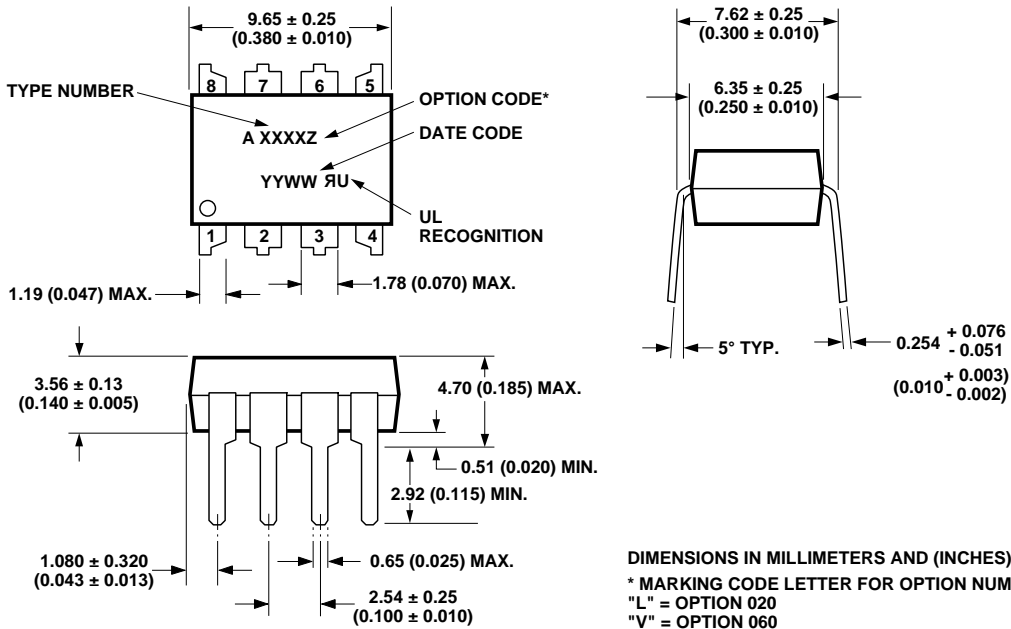 9.65 ± 0.25
(0.380 ± 0.010)
8 7 6 5
TYPE NUMBER
OPTION CODE*
A XXXXZ
DATE CODE
YYWW ЯU
UL
RECOGNITION
1 2 3 4
1.19 (0.047) MAX.
1.78 (0.070) MAX.
7.62 ± 0.25
(0.300 ± 0.010)
6.35 ± 0.25
(0.250 ± 0.010)
5° TYP.
0.254 + 0.076
- 0.051
(0.010 + 0.003)
- 0.002)
3.56 ± 0.13
(0.140 ± 0.005)
4.70 (0.185) MAX.
0.51 (0.020) MIN.
2.92 (0.115) MIN.
1.080 ± 0.320
(0.043 ± 0.013)
0.65 (0.025) MAX.
2.54 ± 0.25
(0.100 ± 0.010)
DIMENSIONS IN MILLIMETERS AND (INCHES)
* MARKING CODE LETTER FOR OPTION NUM
"L" = OPTION 020
"V" = OPTION 060